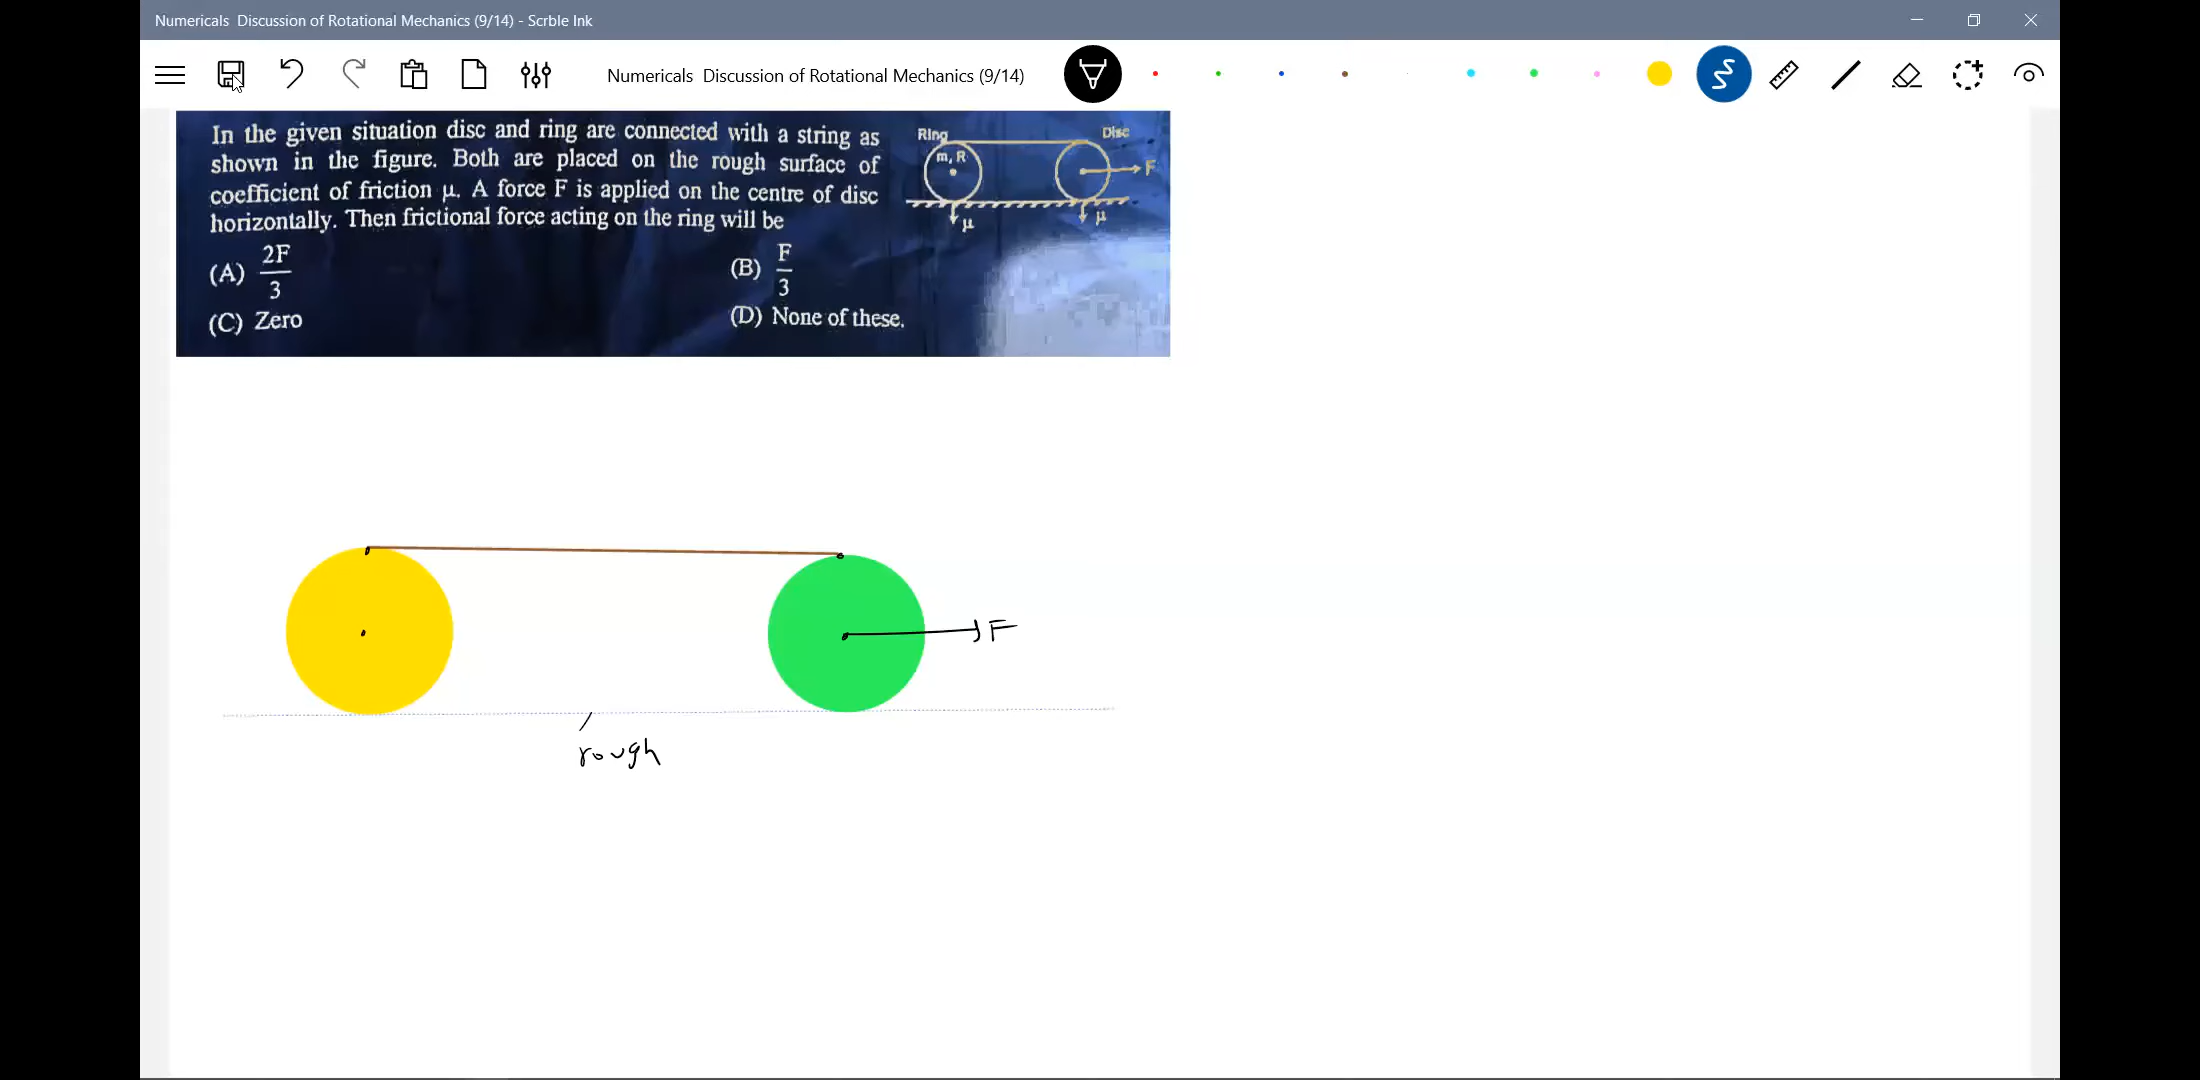 Numericals Discussion of Rotational Mechanics (9/14) - Scrble Ink
Numericals Discussion of Rotational Mechanics (9/14)
In the given situation disc and ring are connected with a string as
shown in the figure. Both are placed on the rough surface of
coefficient of friction μ. A force F is applied on the centre of disc
horizontally. Then frictional force acting on the ring will be
Ring
Disc
m, R
F
μ
μ
(A) 2F/3
(B) F/3
(C) Zero
(D) None of these.
F
rough